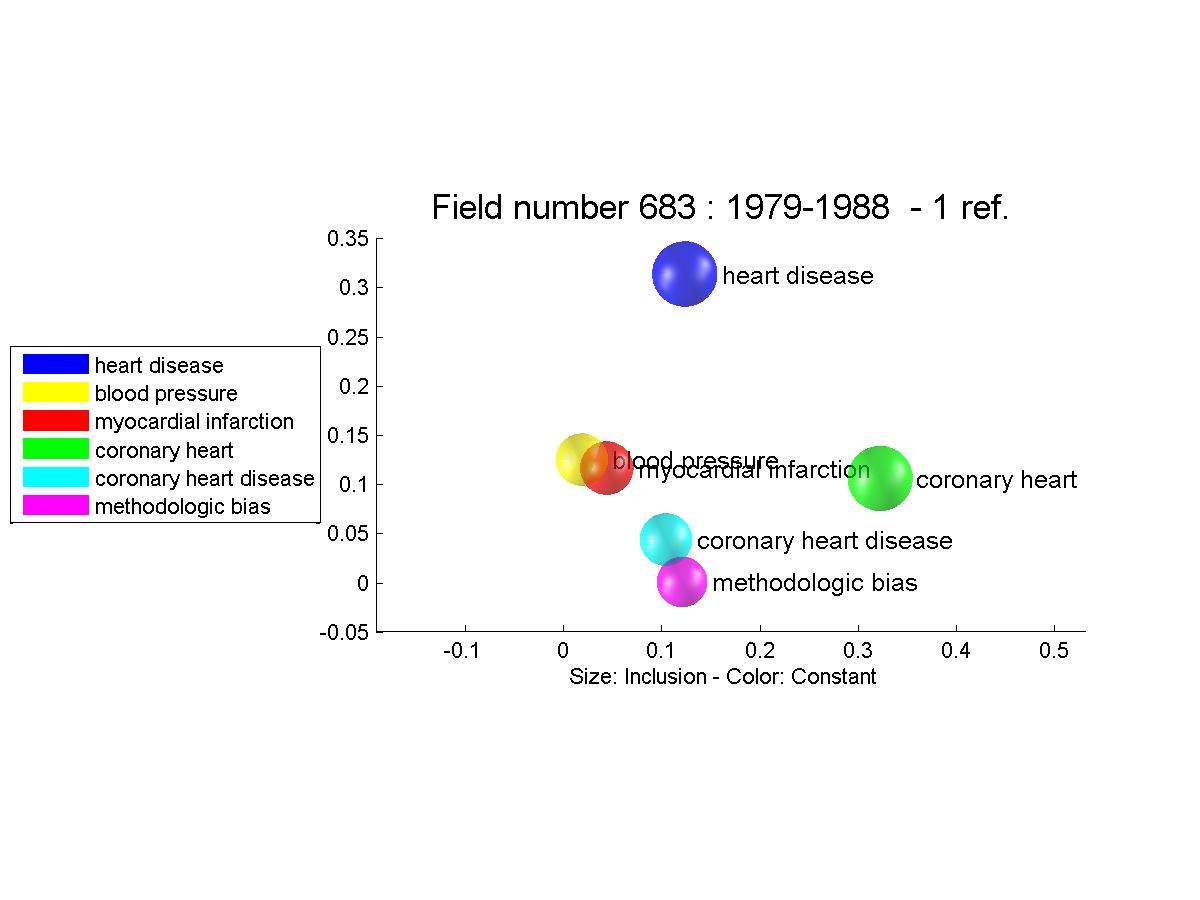 Field number 683 : 1979-1988  - 1 ref.
0.35
0.3
0.25
0.2
0.15
0.1
0.05
0
-0.05
heart disease
blood pressure
myocardial infarction
coronary heart
coronary heart disease
methodologic bias
heart disease
blood pressure
myocardial infarction
coronary heart
coronary heart disease
methodologic bias
-0.1 0 0.1 0.2 0.3 0.4 0.5
Size: Inclusion - Color: Constant